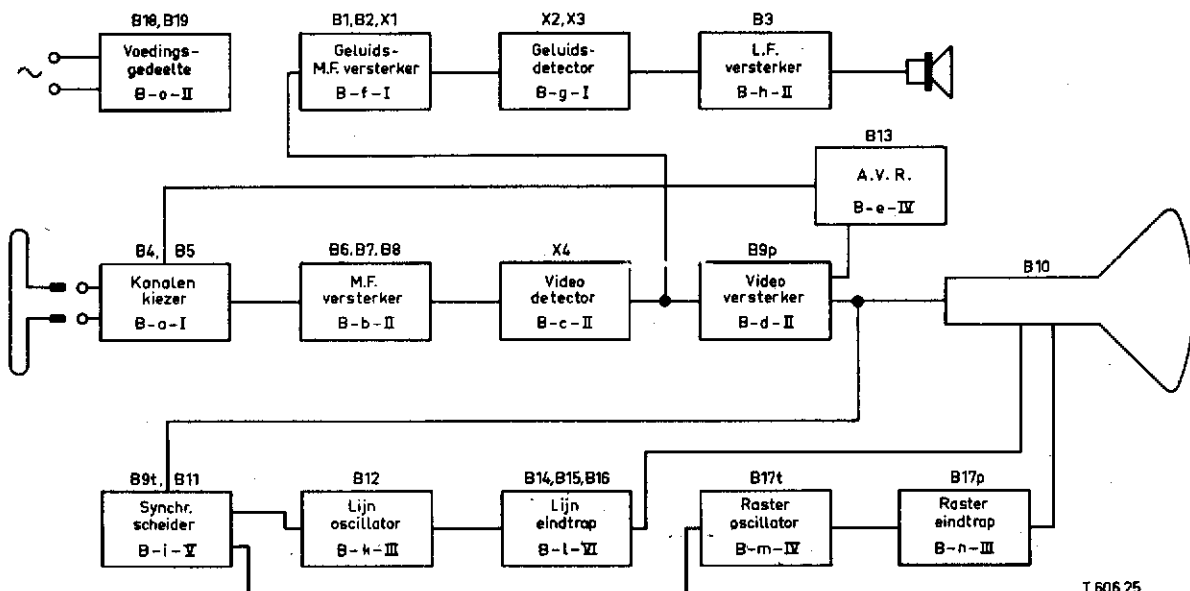 B18, B19
Voedings-
gedeelte
B-o-II
B1, B2, X1
Geluids-
M.F. versterker
B-f-I
X2, X3
Geluids-
detector
B-g-I
B3
L.F.
versterker
B-h-II
B13
A.V.R.
B-e-IV
B4, B5
Kanalen
kiezer
B-a-I
B6, B7, B8
M.F.
versterker
B-b-II
X4
Video
detector
B-c-II
B9p
Video
versterker
B-d-II
B10
B9t, B11
Synchr.
scheider
B-i-V
B12
Lijn
oscillator
B-k-III
B14, B15, B16
Lijn
eindtrap
B-l-VI
B17t
Raster
oscillator
B-m-IV
B17p
Raster
eindtrap
B-n-III
T 606 25